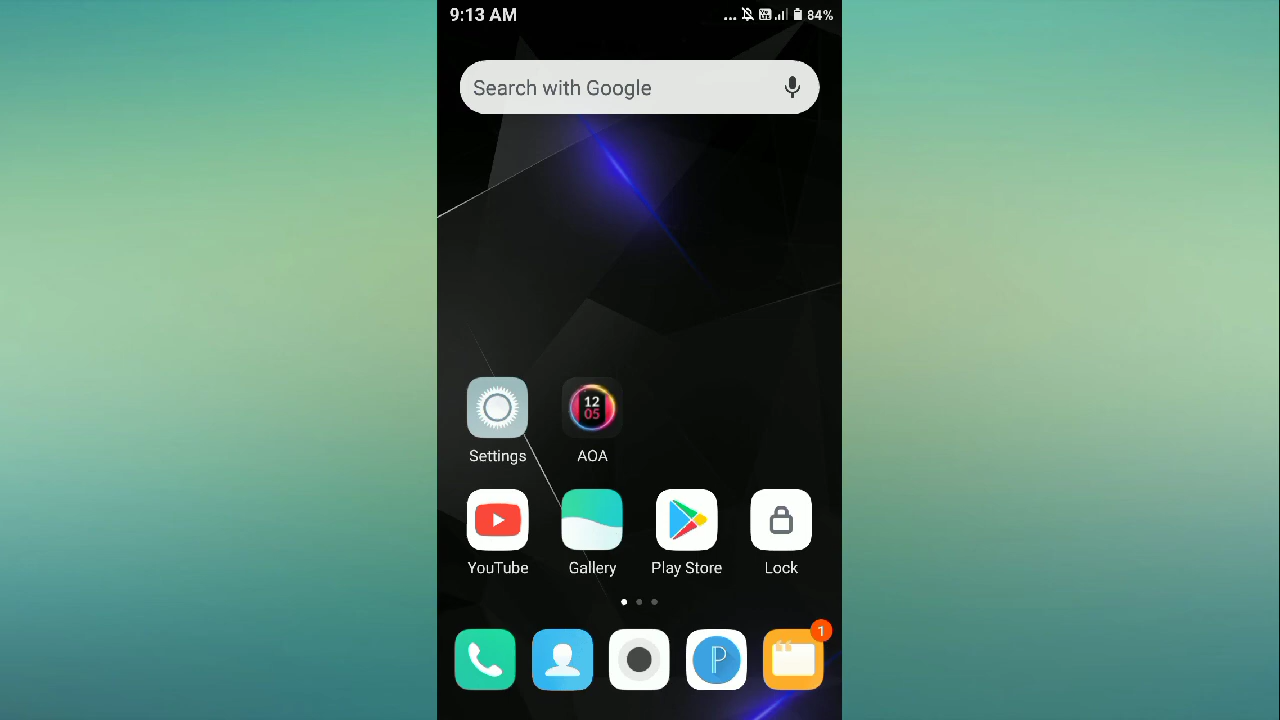 9:13 AM 84%
Search with Google
12
05
Settings AOA
YouTube Gallery Play Store Lock
1
P